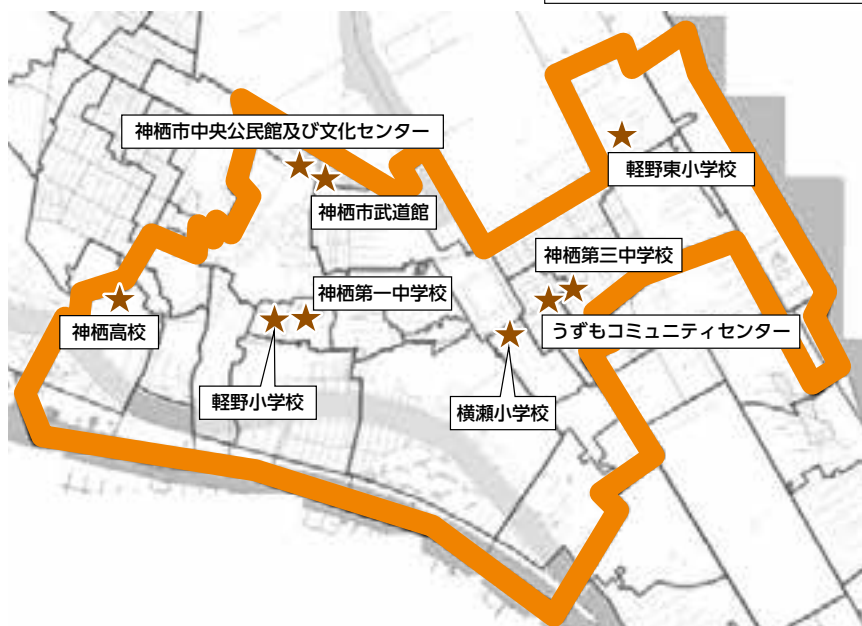 神栖市中央公民館及び文化センター
軽野東小学校
神栖市武道館
神栖第三中学校
神栖第一中学校
神栖高校
うずもコミュニティセンター
軽野小学校
横瀬小学校